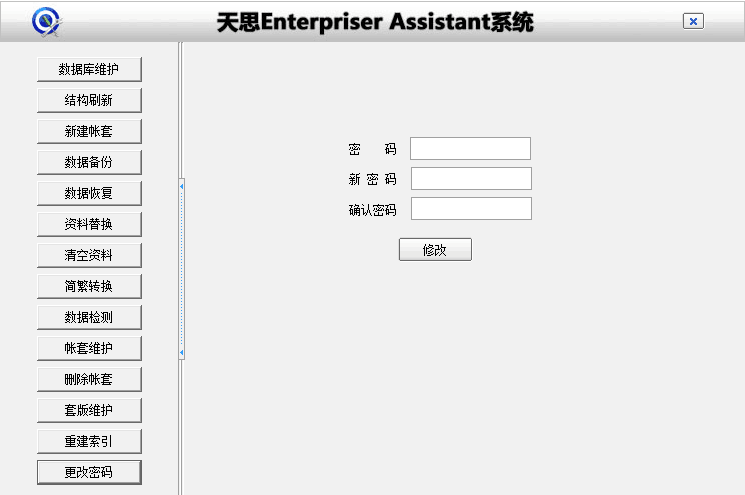 天思Enterpriser Assistant系统
数据库维护
结构刷新
新建帐套
数据备份
数据恢复
资料替换
清空资料
简繁转换
数据检测
帐套维护
删除帐套
套版维护
重建索引
更改密码
密 码
新 密 码
确认密码
修改